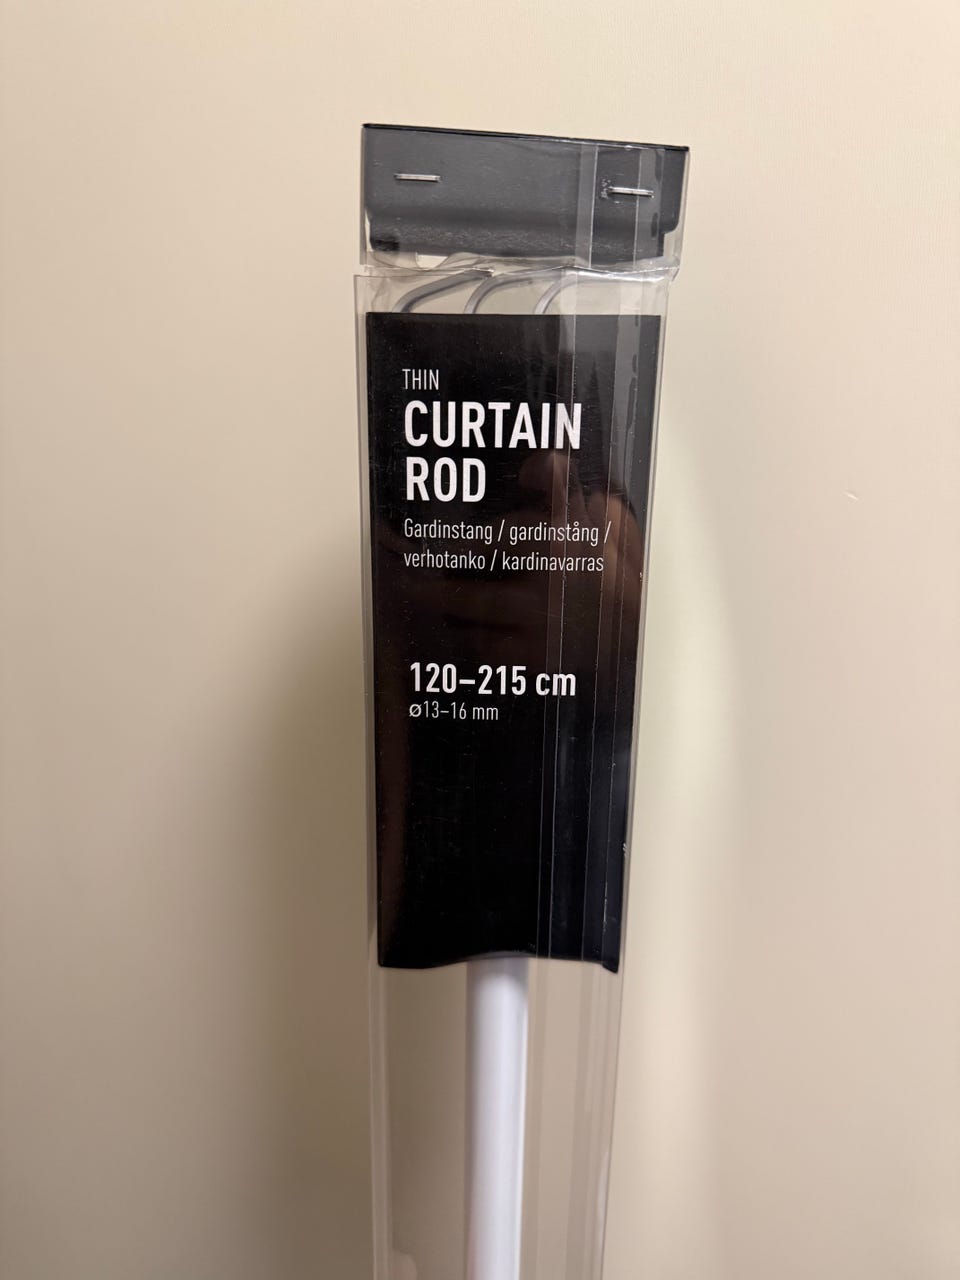 THIN
CURTAIN
ROD
Gardinstang / gardinstång /
verhotanko / kardinavarras
120–215 cm
ø13–16 mm